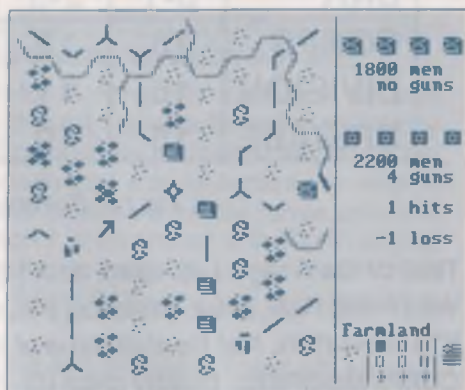 1800 men
no guns
2200 men
4 guns
1 hits
-1 loss
Farmland